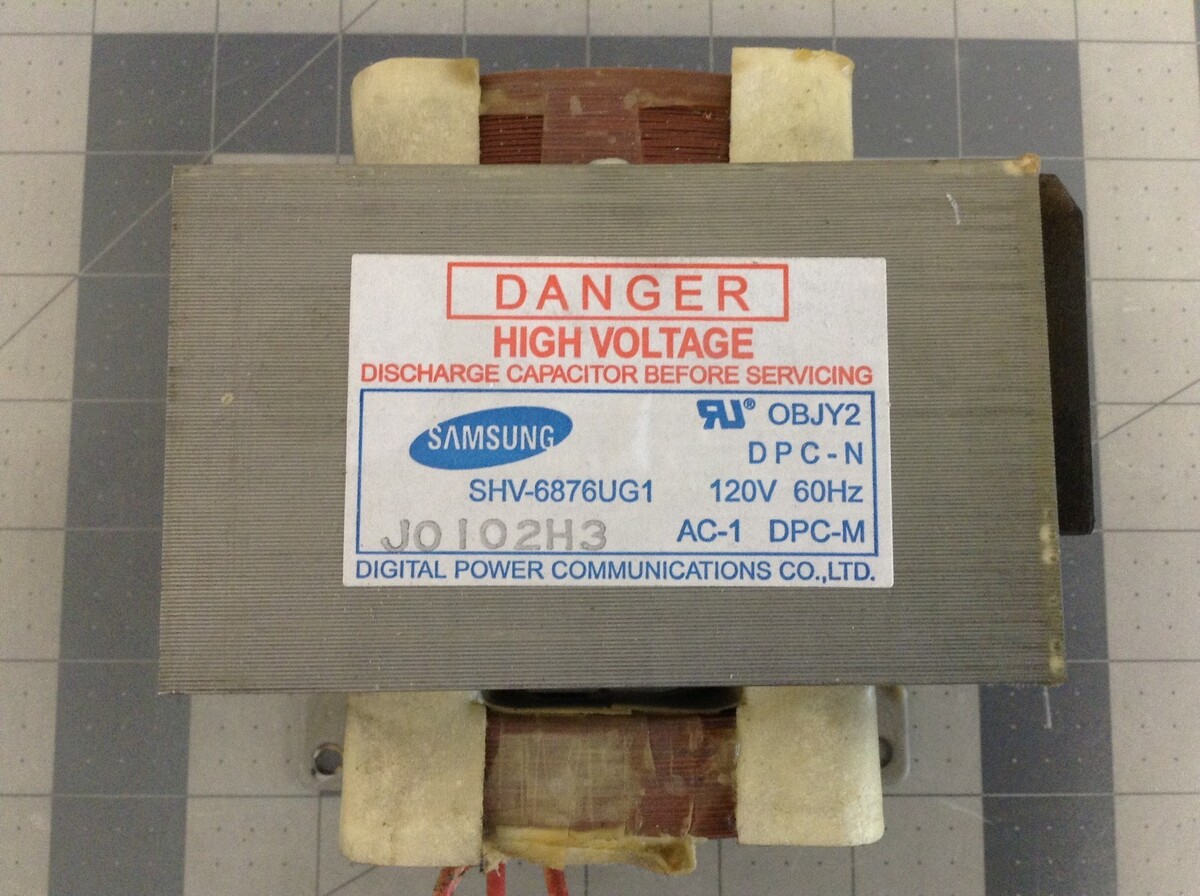 DANGER
HIGH VOLTAGE
DISCHARGE CAPACITOR BEFORE SERVICING
SAMSUNG RU® OBJY2
DPC-N
SHV-6876UG1 120V 60Hz
J0102H3 AC-1 DPC-M
DIGITAL POWER COMMUNICATIONS CO.,LTD.